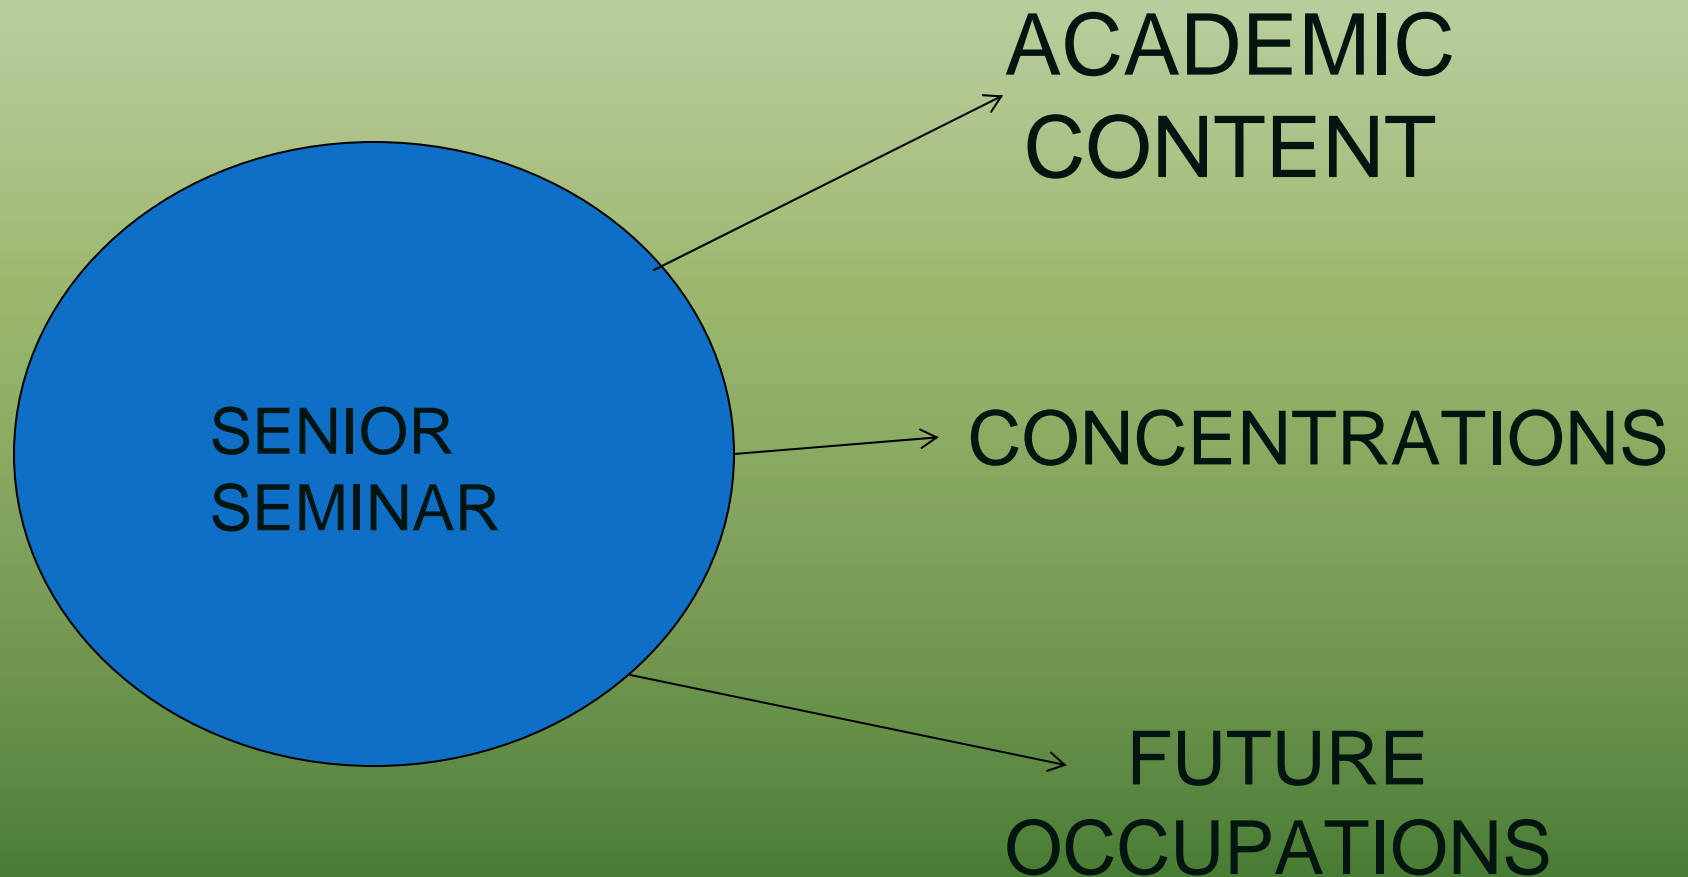 ACADEMIC
CONTENT
SENIOR
SEMINAR
CONCENTRATIONS
FUTURE
OCCUPATIONS